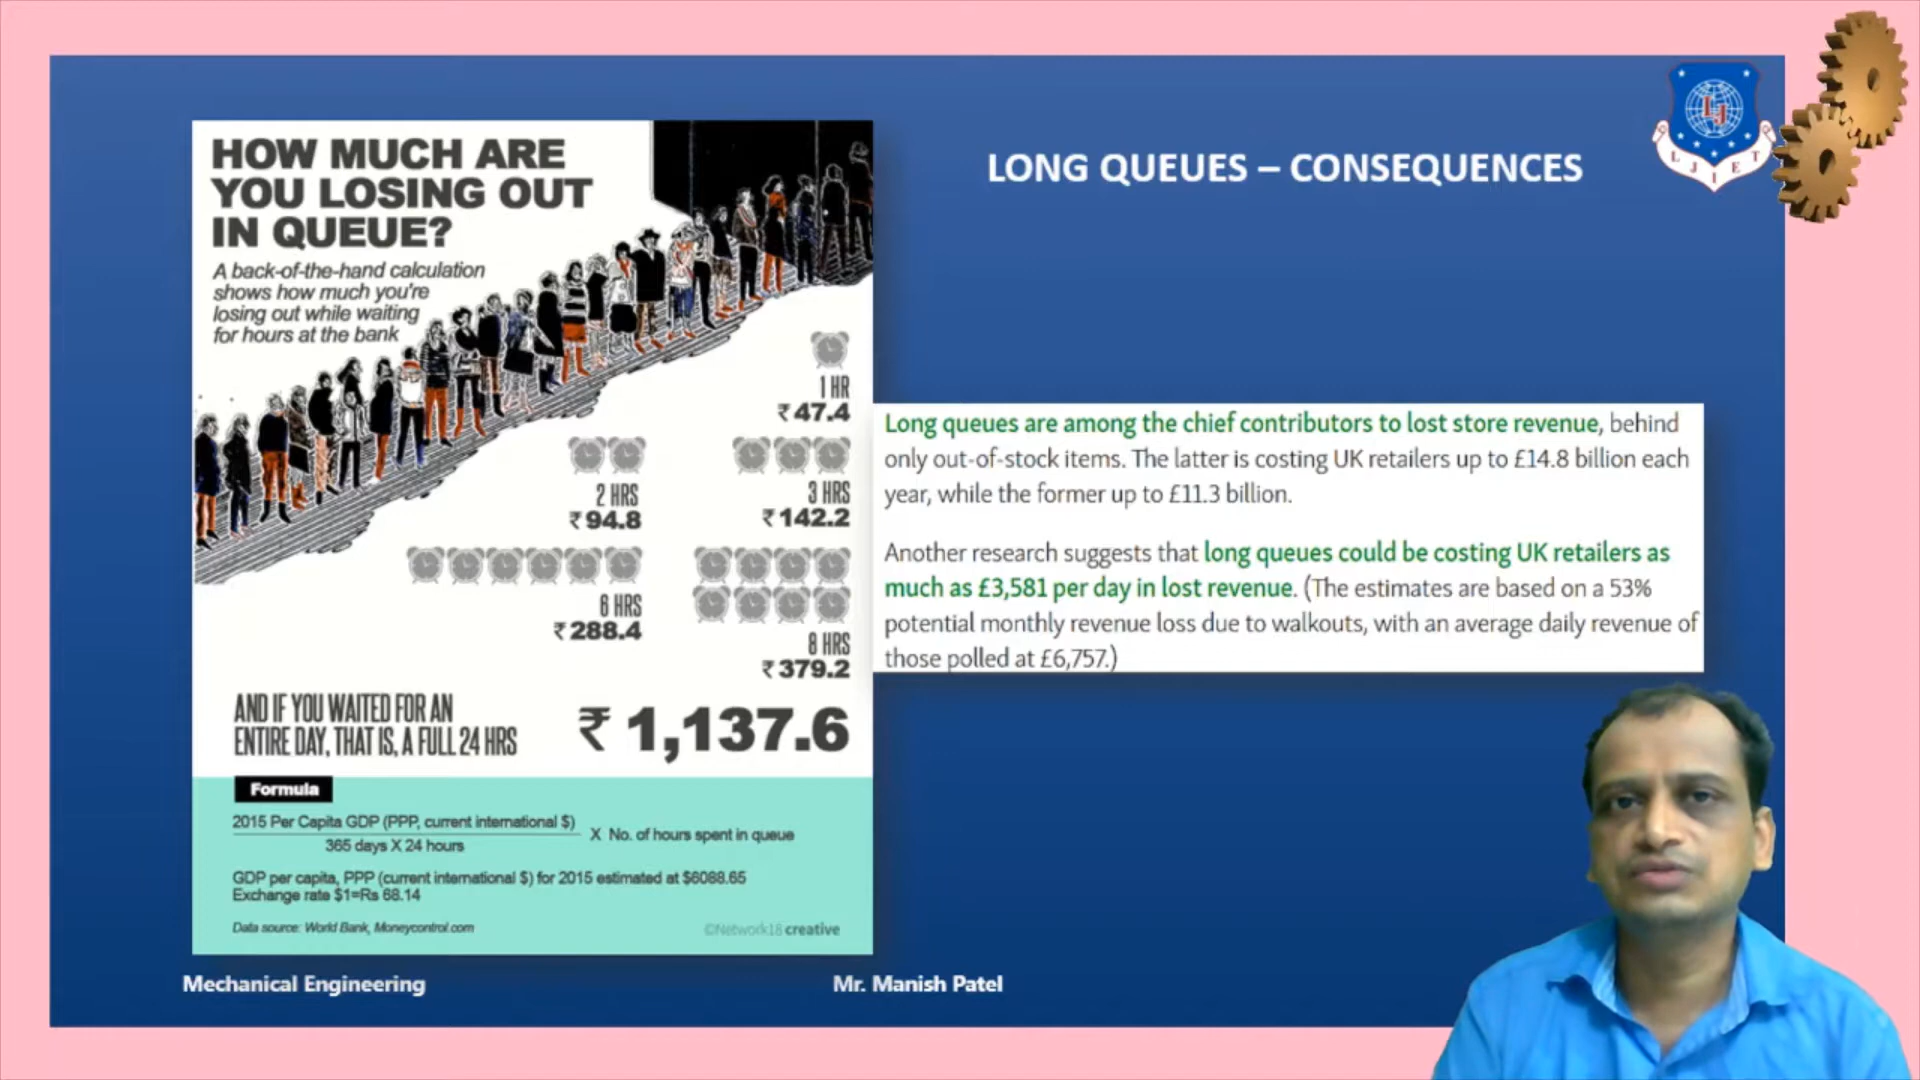 HOW MUCH ARE
YOU LOSING OUT
IN QUEUE?
A back-of-the-hand calculation
shows how much you're
losing out while waiting
for hours at the bank
1 HR
₹47.4
2 HRS
₹94.8
3 HRS
₹142.2
6 HRS
₹288.4
8 HRS
₹379.2
AND IF YOU WAITED FOR AN
ENTIRE DAY, THAT IS, A FULL 24 HRS
₹ 1,137.6
Formula
2015 Per Capita GDP (PPP, current international $)
365 days X 24 hours
X No. of hours spent in queue
GDP per capita, PPP (current international $) for 2015 estimated at $6088.65
Exchange rate $1=Rs 68.14
Data source: World Bank, Moneycontrol.com
©Network18 creative
LONG QUEUES – CONSEQUENCES
LJ
LJIET
Long queues are among the chief contributors to lost store revenue, behind
only out-of-stock items. The latter is costing UK retailers up to £14.8 billion each
year, while the former up to £11.3 billion.
Another research suggests that long queues could be costing UK retailers as
much as £3,581 per day in lost revenue. (The estimates are based on a 53%
potential monthly revenue loss due to walkouts, with an average daily revenue of
those polled at £6,757.)
Mechanical Engineering
Mr. Manish Patel